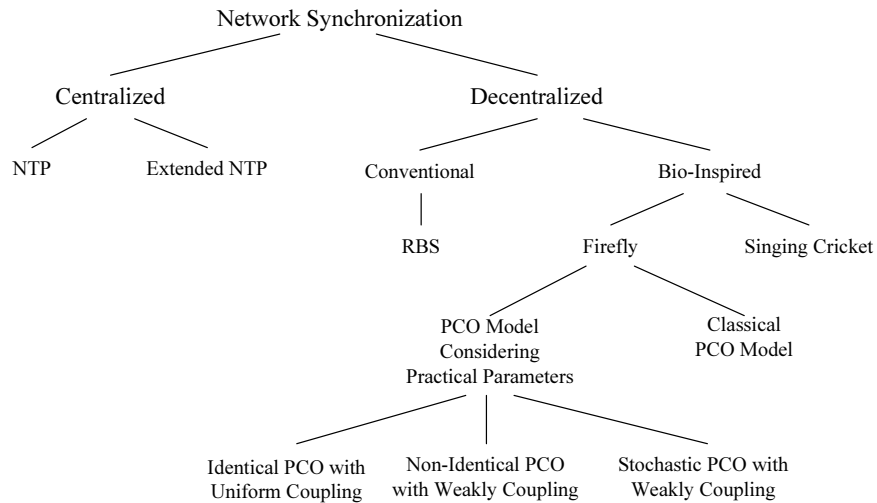 Network Synchronization
Centralized
Decentralized
NTP
Extended NTP
Conventional
Bio-Inspired
RBS
Firefly
Singing Cricket
PCO Model
Considering
Practical Parameters
Classical
PCO Model
Identical PCO with
Uniform Coupling
Non-Identical PCO
with Weakly Coupling
Stochastic PCO with
Weakly Coupling